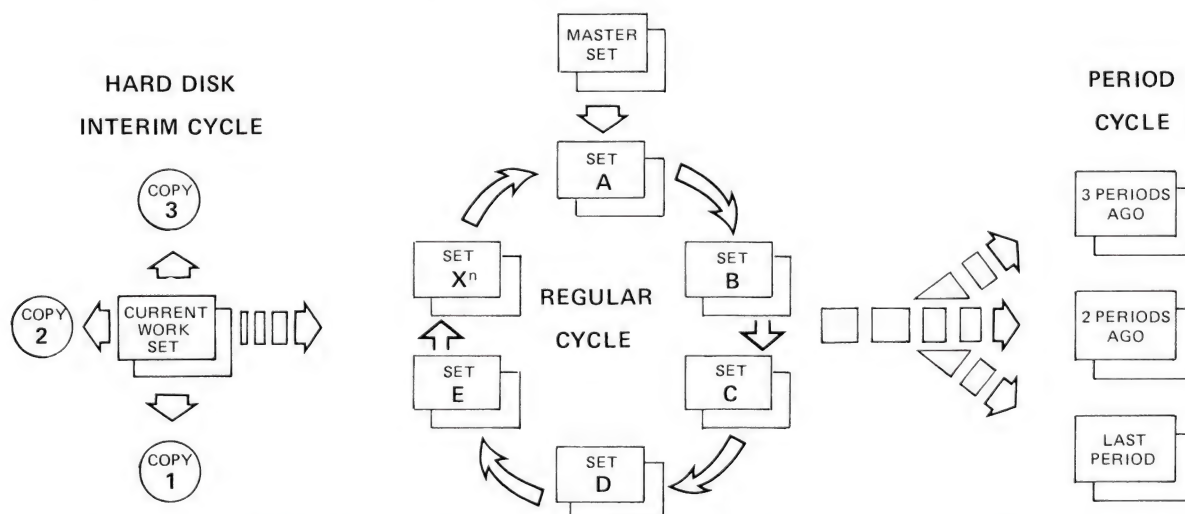 HARD DISK
INTERIM CYCLE
COPY
3
COPY
2
CURRENT
WORK
SET
COPY
1
MASTER
SET
SET
A
SET
B
SET
C
SET
D
SET
E
SET
Xⁿ
REGULAR
CYCLE
PERIOD
CYCLE
3 PERIODS
AGO
2 PERIODS
AGO
LAST
PERIOD